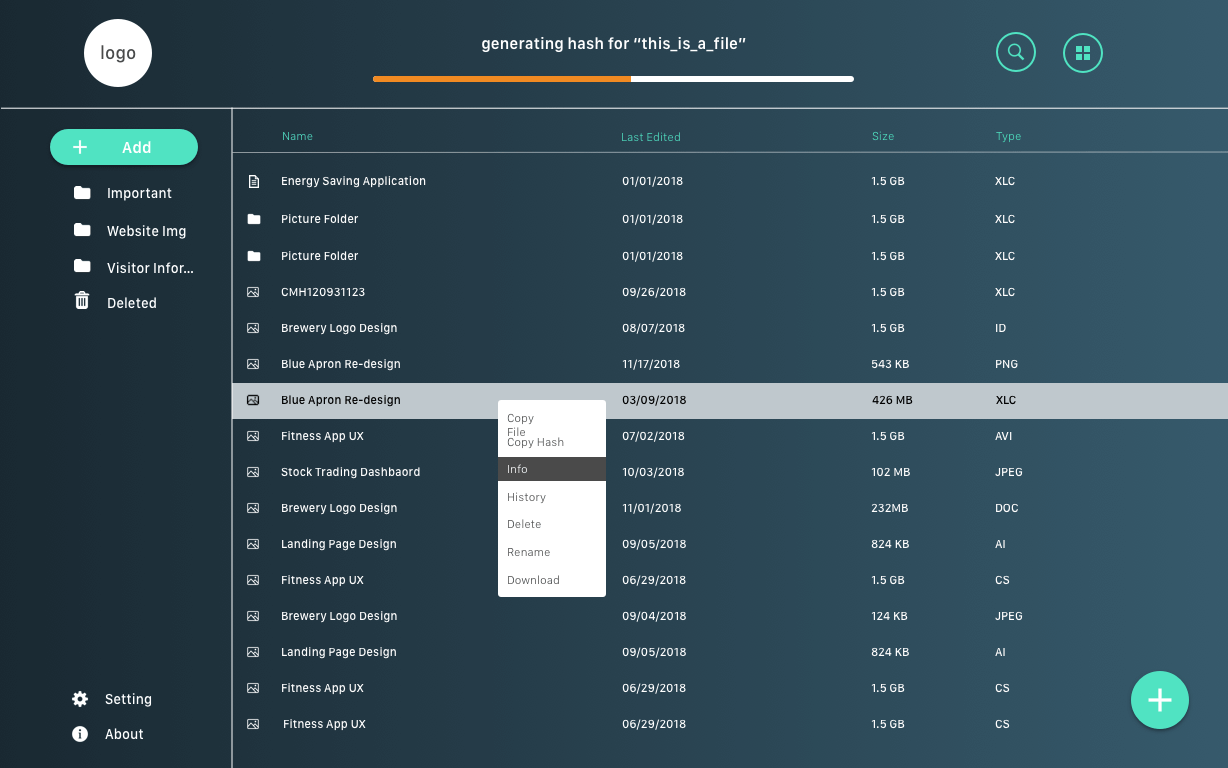 logo
generating hash for “this_is_a_file”
Add
Important
Website Img
Visitor Infor...
Deleted
Setting
About
Name Last Edited Size Type
Energy Saving Application 01/01/2018 1.5 GB XLC
Picture Folder 01/01/2018 1.5 GB XLC
Picture Folder 01/01/2018 1.5 GB XLC
CMH120931123 09/26/2018 1.5 GB XLC
Brewery Logo Design 08/07/2018 1.5 GB ID
Blue Apron Re-design 11/17/2018 543 KB PNG
Blue Apron Re-design 03/09/2018 426 MB XLC
Fitness App UX 07/02/2018 1.5 GB AVI
Stock Trading Dashbaord 10/03/2018 102 MB JPEG
Brewery Logo Design 11/01/2018 232MB DOC
Landing Page Design 09/05/2018 824 KB AI
Fitness App UX 06/29/2018 1.5 GB CS
Brewery Logo Design 09/04/2018 124 KB JPEG
Landing Page Design 09/05/2018 824 KB AI
Fitness App UX 06/29/2018 1.5 GB CS
Fitness App UX 06/29/2018 1.5 GB CS
Copy
File
Copy Hash
Info
History
Delete
Rename
Download